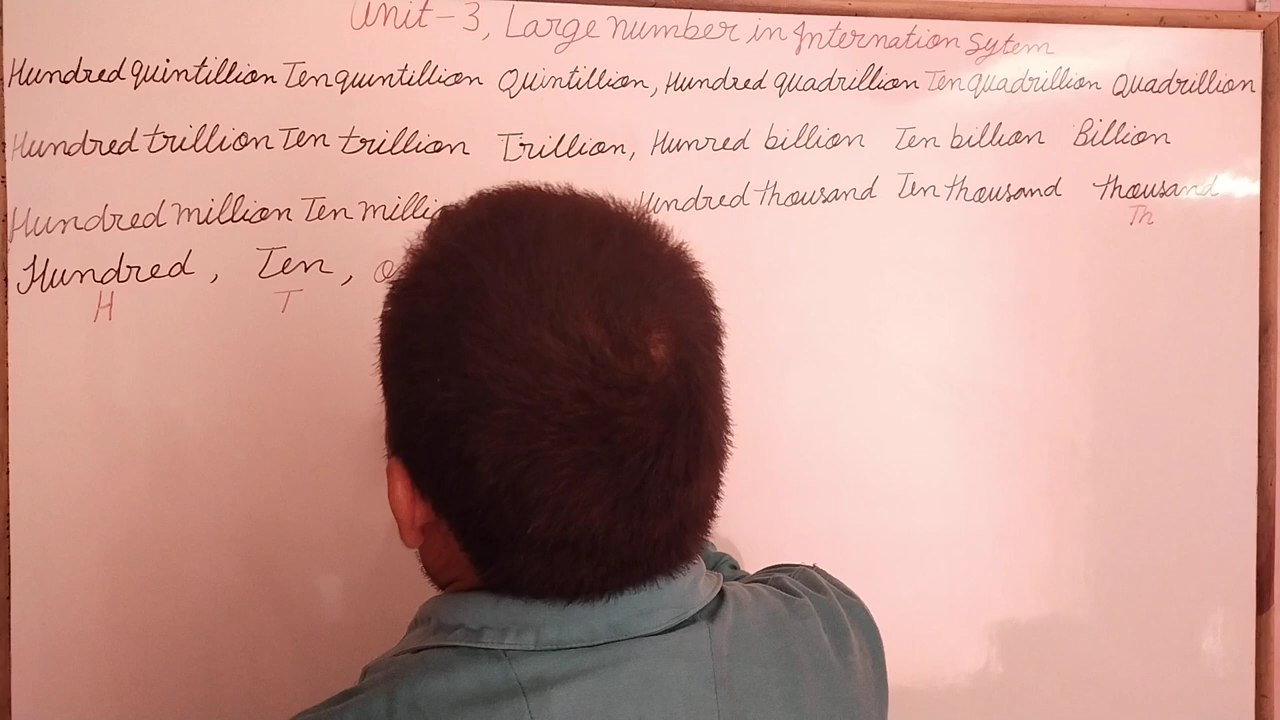 Unit-3, Large number in Internation Sytem
Hundred quintillion Ten quintillion Quintillion, Hundred quadrillion Ten quadrillion Quadrillion
Hundred trillion Ten trillion Trillion, Hunred billion Ten billion Billion
Hundred million Ten Hundred thousand Ten thousand thousand
Th
Hundred, Ten,
H T